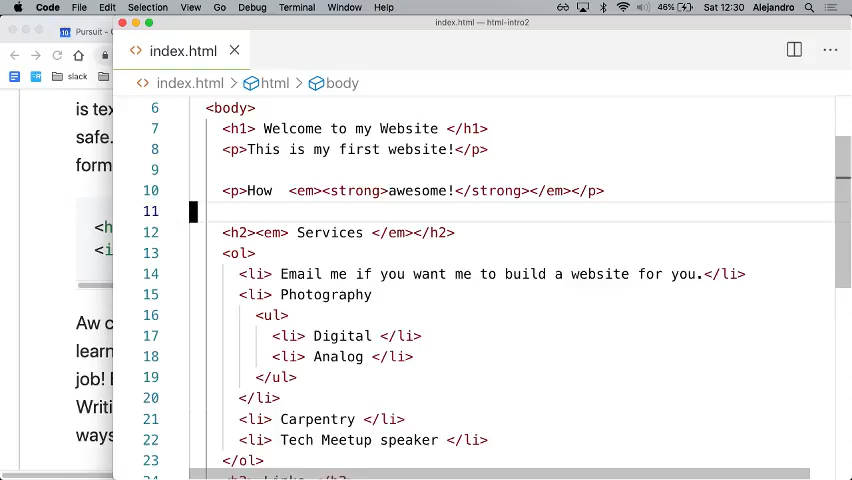 Code File Edit Selection View Go Debug Terminal Window Help 46% Sat 12:30 Alejandro
index.html — html-intro2
Pursuit -
index.html
slack
index.html > html > body
is tex
safe.
form
<h
<i
Aw c
learn
job!
Writi
ways
6 <body>
7 <h1> Welcome to my Website </h1>
8 <p>This is my first website!</p>
9
10 <p>How <em><strong>awesome!</strong></em></p>
11
12 <h2><em> Services </em></h2>
13 <ol>
14 <li> Email me if you want me to build a website for you.</li>
15 <li> Photography
16 <ul>
17 <li> Digital </li>
18 <li> Analog </li>
19 </ul>
20 </li>
21 <li> Carpentry </li>
22 <li> Tech Meetup speaker </li>
23 </ol>